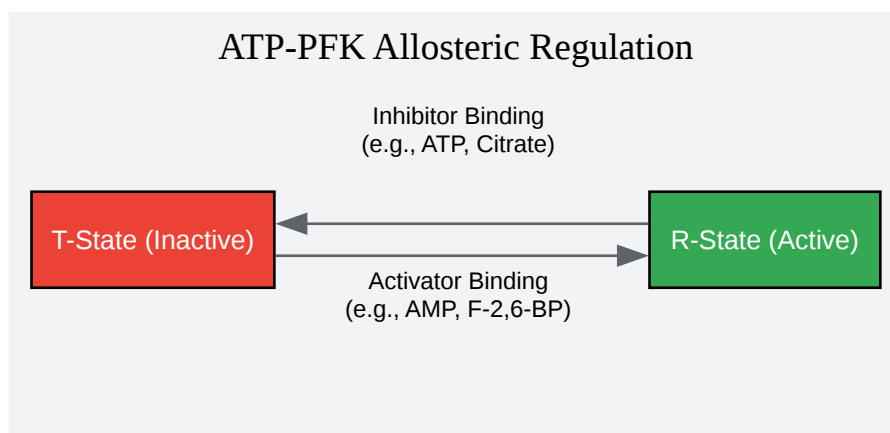 ATP-PFK Allosteric Regulation
Inhibitor Binding
(e.g., ATP, Citrate)
T-State (Inactive)
R-State (Active)
Activator Binding
(e.g., AMP, F-2,6-BP)